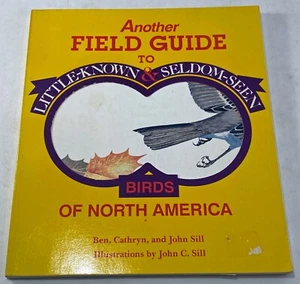 Another
FIELD GUIDE
TO
LITTLE-KNOWN & SELDOM-SEEN
BIRDS
OF NORTH AMERICA
Ben, Cathryn, and John Sill
Illustrations by John C. Sill